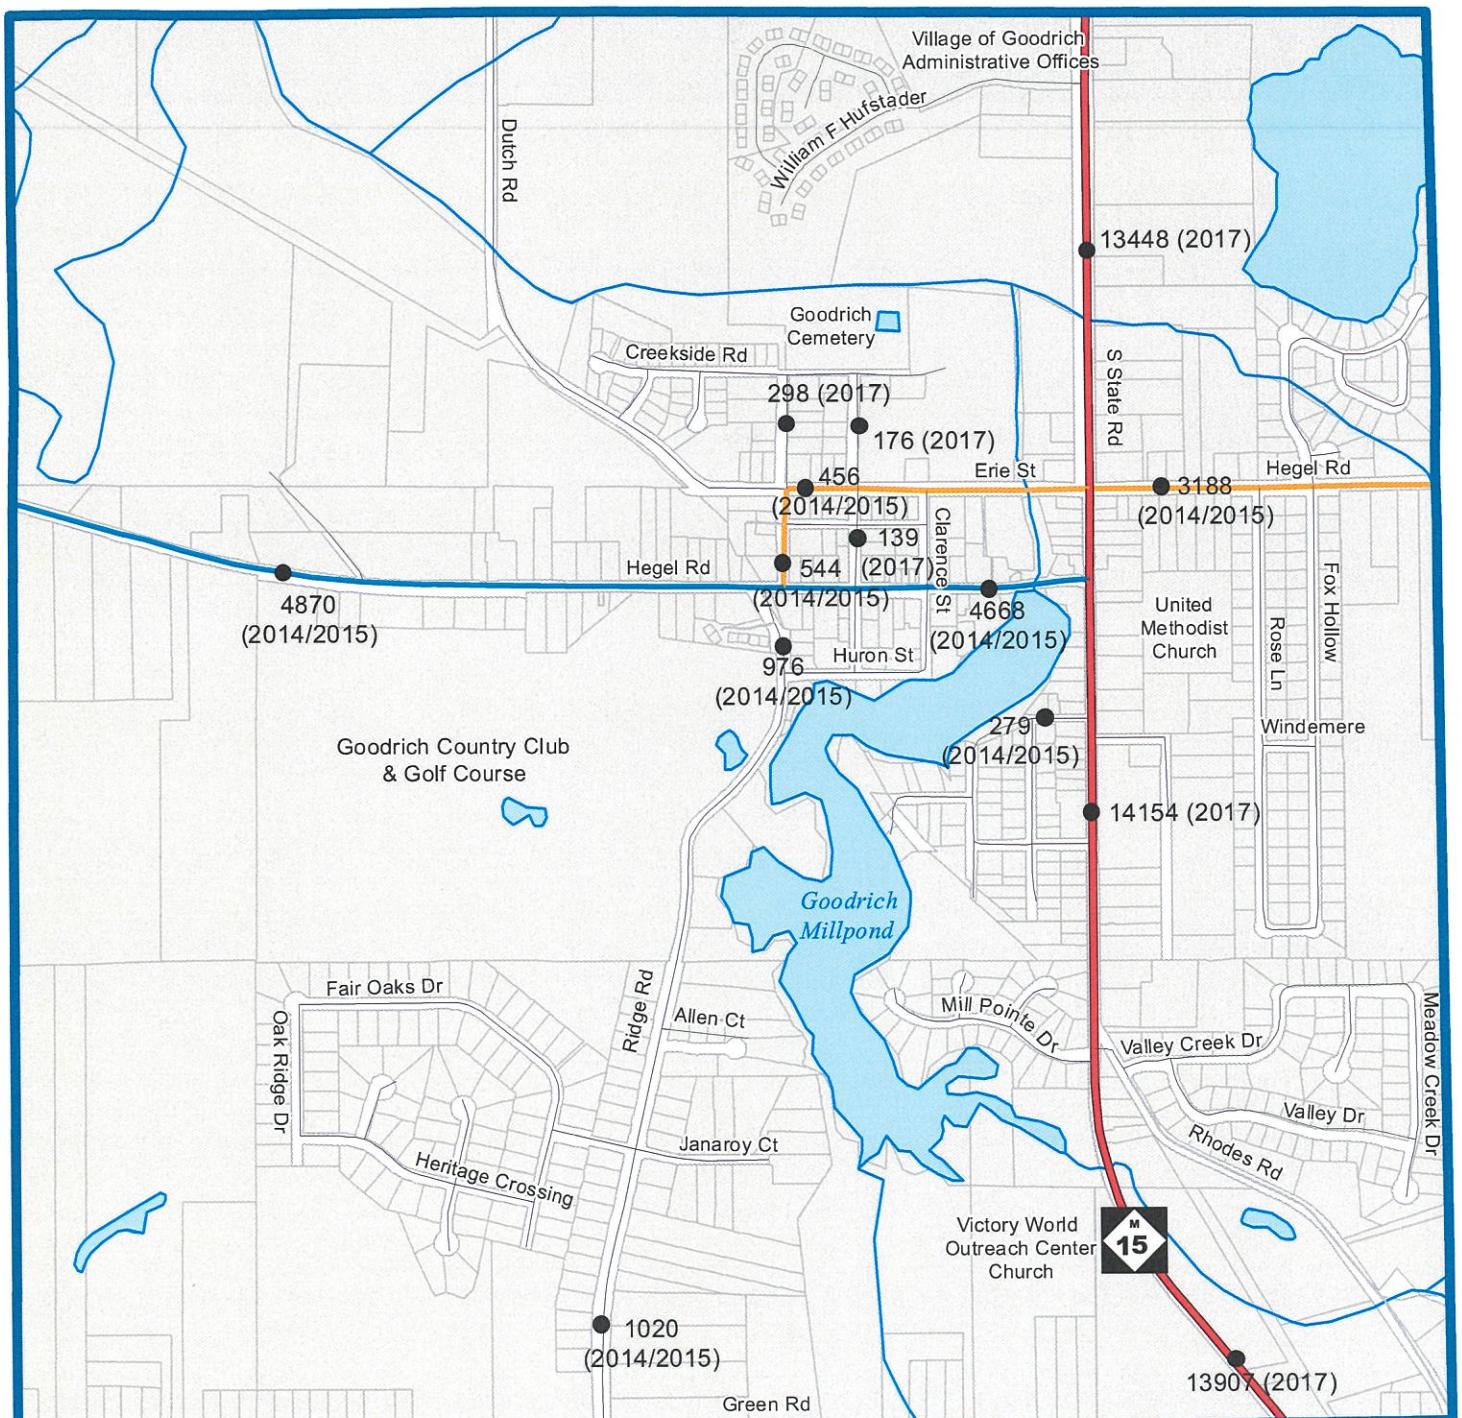 Village of Goodrich
Administrative Offices
William F Hufstader
Dutch Rd
13448 (2017)
Goodrich
Cemetery
Creekside Rd
S State Rd
298 (2017)
176 (2017)
Erie St
Hegel Rd
456
(2014/2015)
3188
(2014/2015)
Clarence St
139
(2017)
Hegel Rd
544
(2014/2015)
4870
(2014/2015)
4668
(2014/2015)
United
Methodist
Church
Rose Ln
Fox Hollow
Huron St
976
(2014/2015)
279
(2014/2015)
Windemere
Goodrich Country Club
& Golf Course
14154 (2017)
Goodrich
Millpond
Fair Oaks Dr
Oak Ridge Dr
Ridge Rd
Allen Ct
Mill Pointe Dr
Valley Creek Dr
Meadow Creek Dr
Valley Dr
Rhodes Rd
Janaroy Ct
Heritage Crossing
Victory World
Outreach Center
Church
M
15
1020
(2014/2015)
13907 (2017)
Green Rd